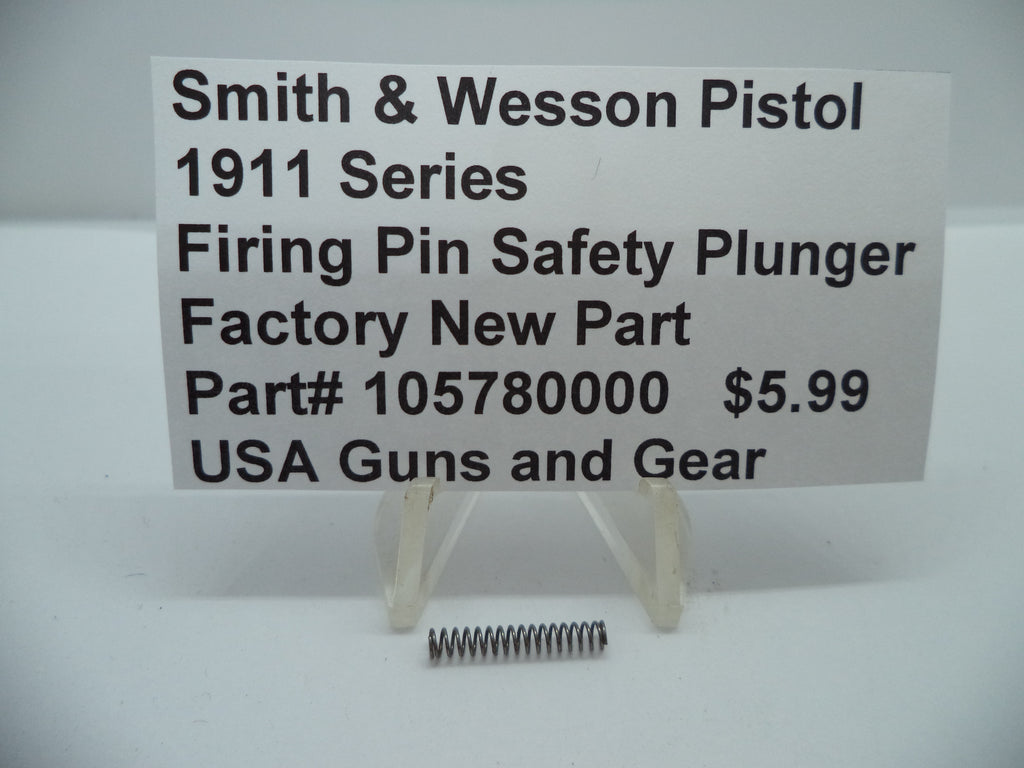 Smith & Wesson Pistol
1911 Series
Firing Pin Safety Plunger
Factory New Part
Part# 105780000 $5.99
USA Guns and Gear